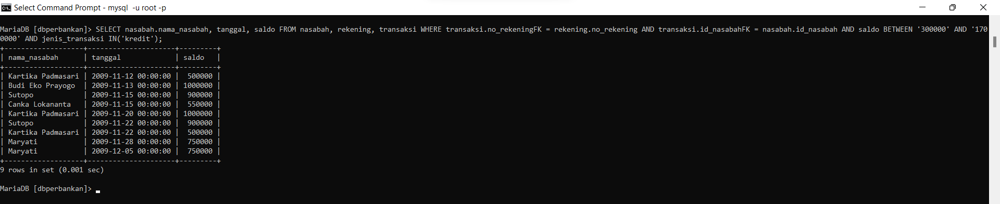 Select Command Prompt - mysql  -u root -p
MariaDB [dbperbankan]> SELECT nasabah.nama_nasabah, tanggal, saldo FROM nasabah, rekening, transaksi WHERE transaksi.no_rekeningFK = rekening.no_rekening AND transaksi.id_nasabahFK = nasabah.id_nasabah AND saldo BETWEEN '300000' AND '170
0000' AND jenis_transaksi IN('kredit');
+-------------------+---------------------+---------+
| nama_nasabah      | tanggal             | saldo   |
+-------------------+---------------------+---------+
| Kartika Padmasari | 2009-11-12 00:00:00 |  500000 |
| Budi Eko Prayogo  | 2009-11-13 00:00:00 | 1000000 |
| Sutopo            | 2009-11-15 00:00:00 |  900000 |
| Canka Lokananta   | 2009-11-15 00:00:00 |  550000 |
| Kartika Padmasari | 2009-11-20 00:00:00 | 1000000 |
| Sutopo            | 2009-11-22 00:00:00 |  900000 |
| Kartika Padmasari | 2009-11-22 00:00:00 |  500000 |
| Maryati           | 2009-11-28 00:00:00 |  750000 |
| Maryati           | 2009-12-05 00:00:00 |  750000 |
+-------------------+---------------------+---------+
9 rows in set (0.001 sec)
MariaDB [dbperbankan]>